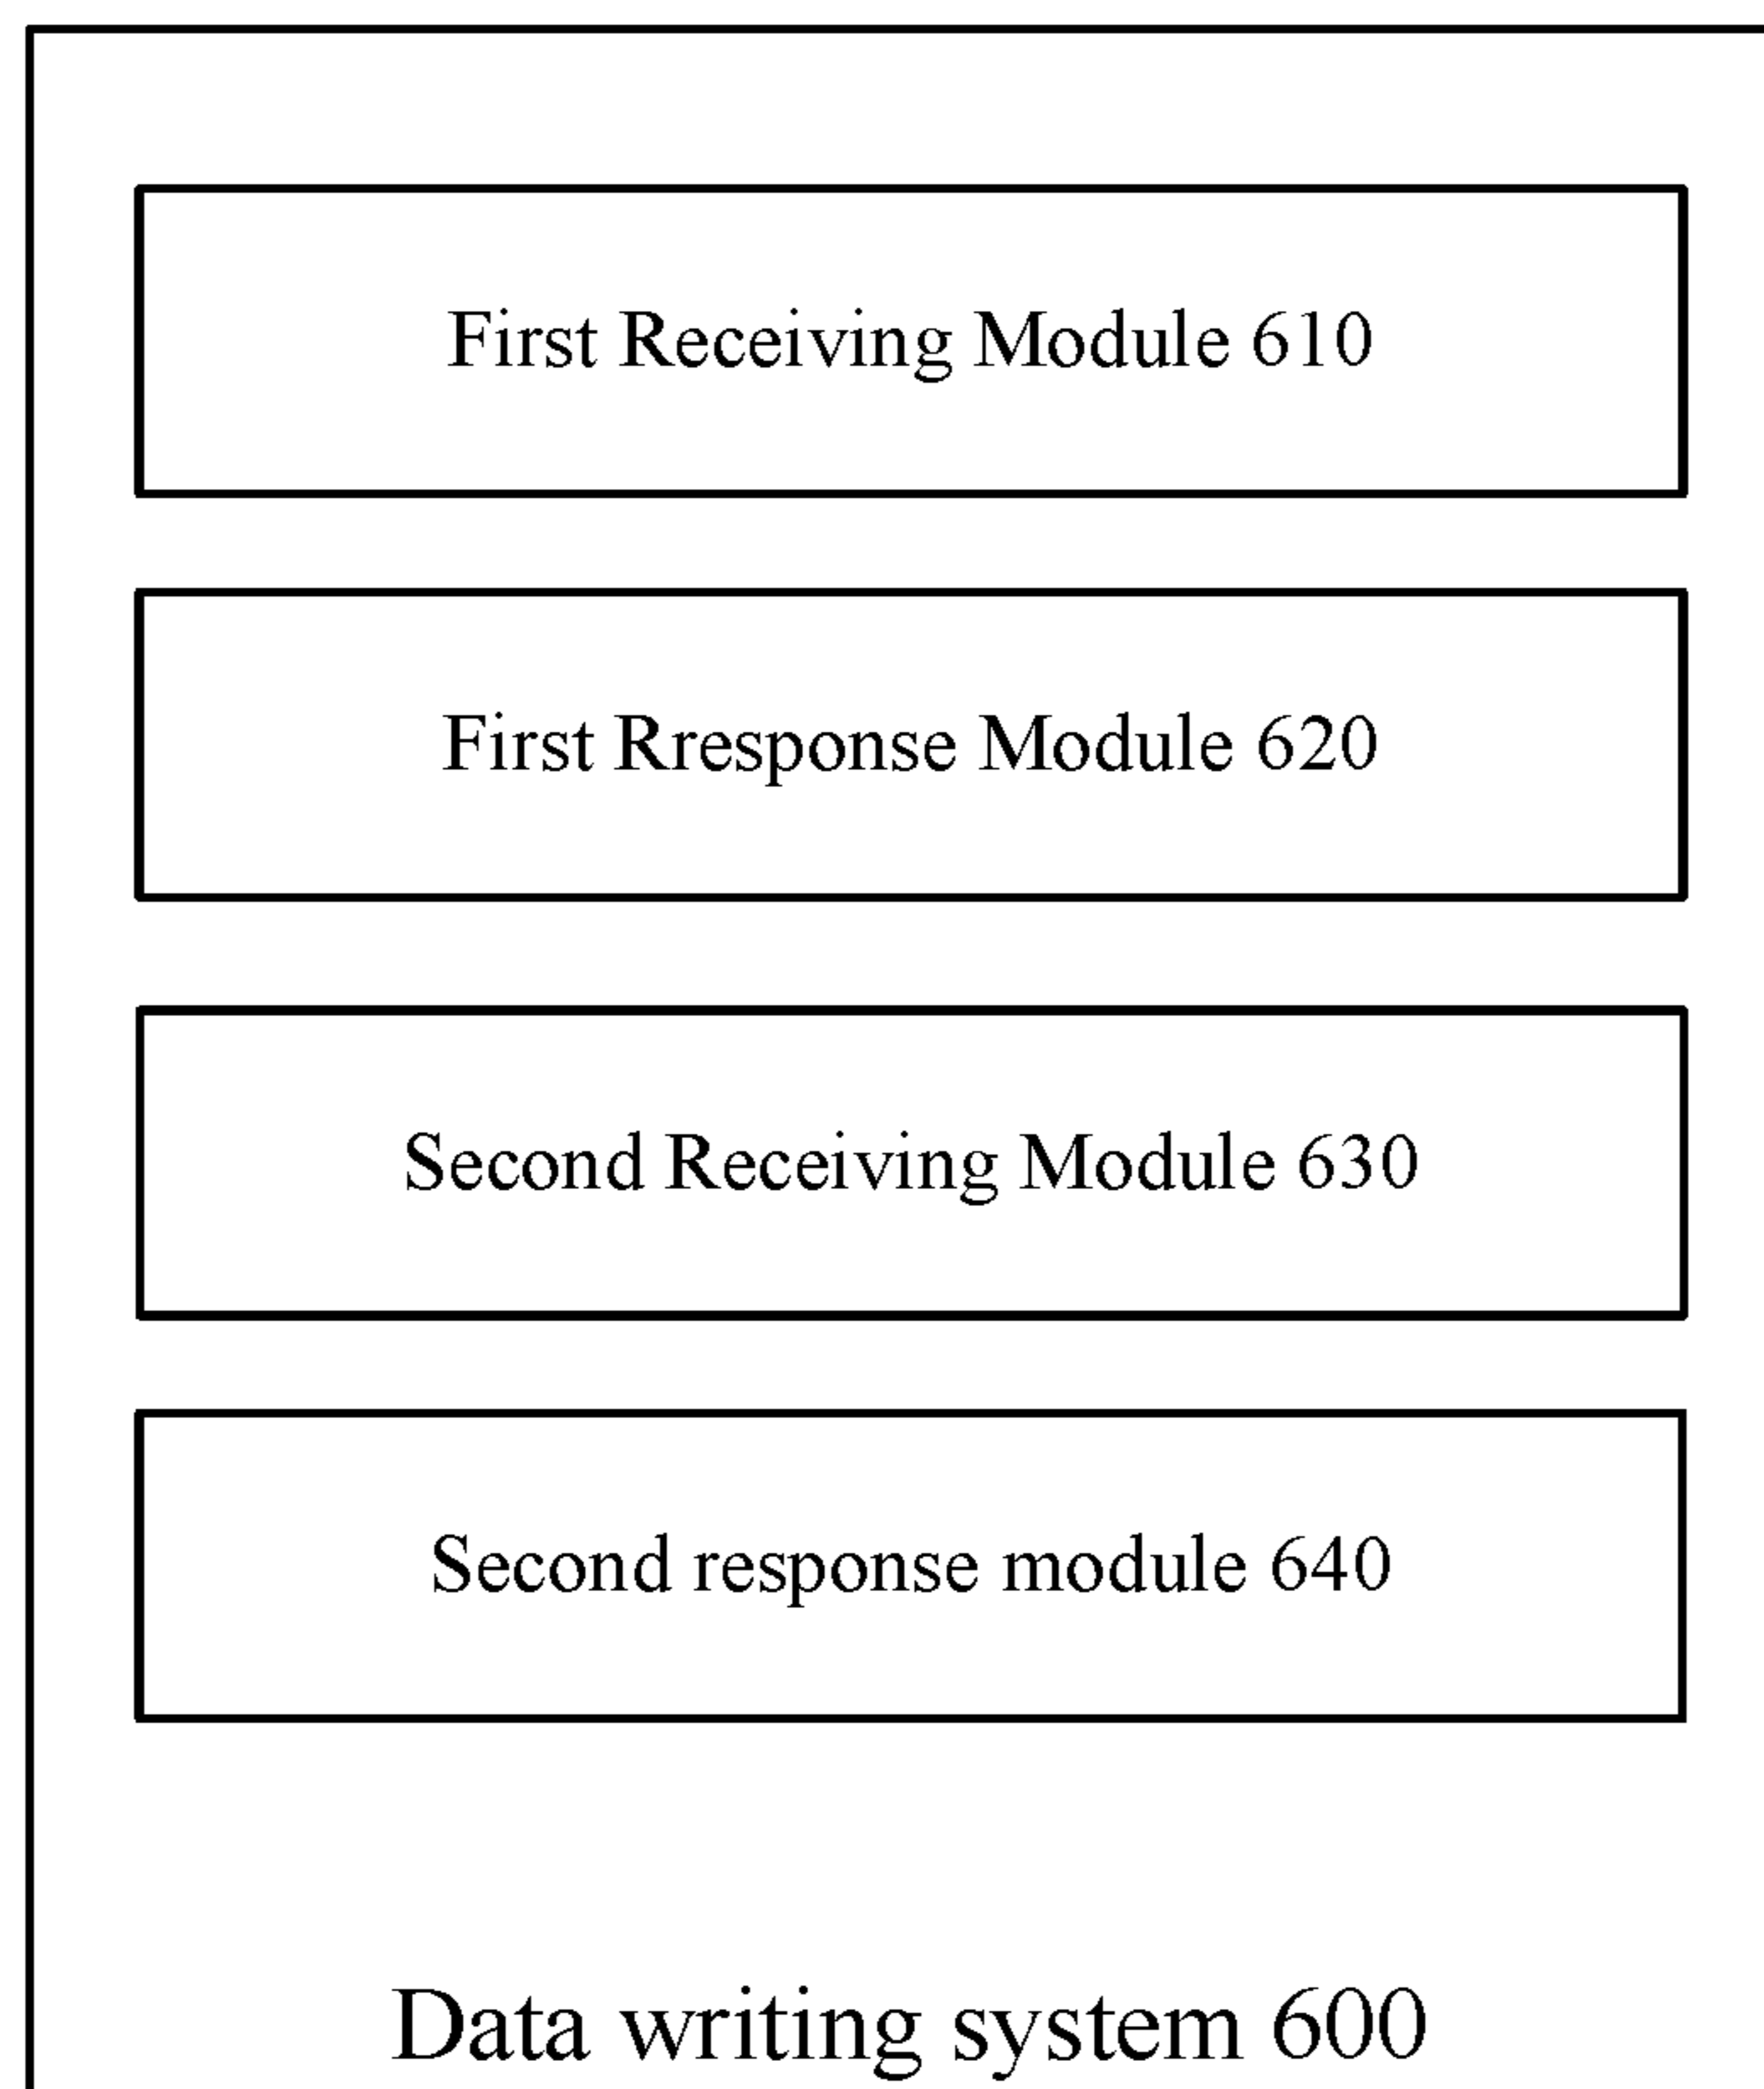 First Receiving Module 610
First Rresponse Module 620
Second Receiving Module 630
Second response module 640
Data writing system 600